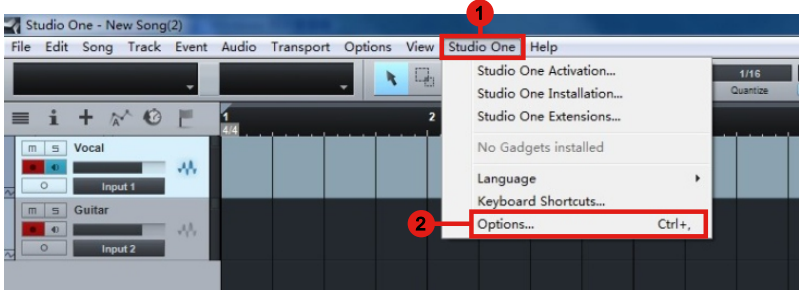 1
Studio One - New Song(2)
File Edit Song Track Event Audio Transport Options View Studio One Help
Studio One Activation...
1/16
Studio One Installation...
Quantize
Studio One Extensions...
1 2
4/4
M S Vocal
No Gadgets installed
Language
Input 1
Keyboard Shortcuts...
M S Guitar
2
Options... Ctrl+,
Input 2